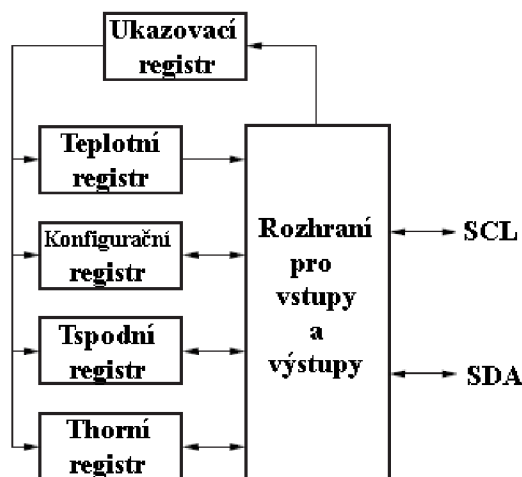 Ukazovací
registr
Teplotní
registr
Konfigurační
registr
Tspodní
registr
Thorní
registr
Rozhraní
pro
vstupy
a
výstupy
SCL
SDA